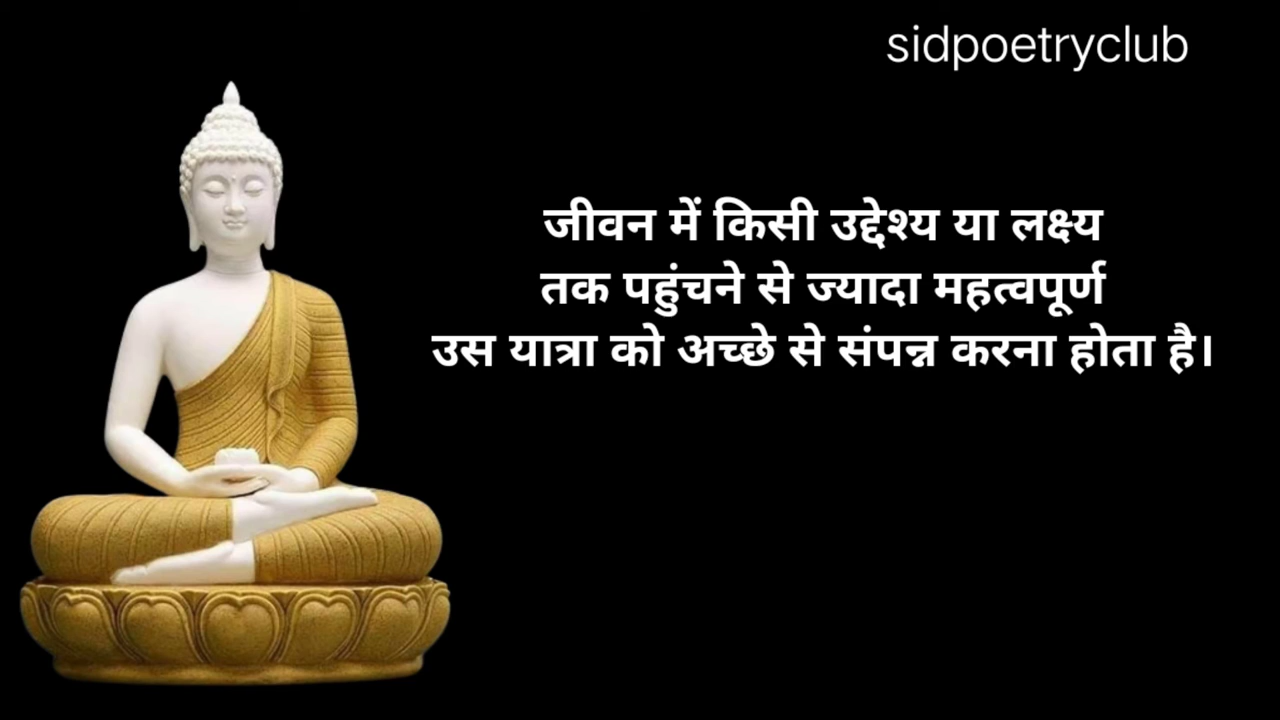 sidpoetryclub
जीवन में किसी उद्देश्य या लक्ष्य
तक पहुंचने से ज्यादा महत्वपूर्ण
उस यात्रा को अच्छे से संपन्न करना होता है।